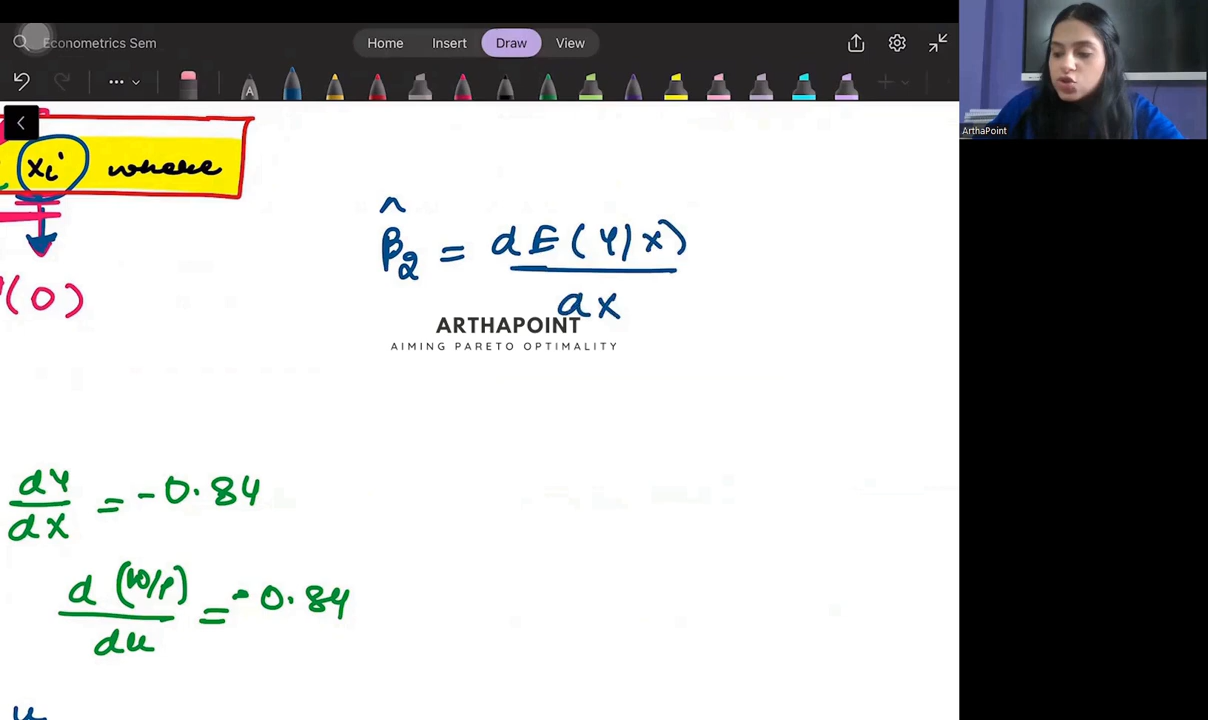 Econometrics Sem
Home Insert Draw View
A
xi where
(0)
β̂2 = dE(Y|X)
dx
ARTHAPOINT
AIMING PARETO OPTIMALITY
dY
dX = -0.84
d (w/p)
du = -0.84
u
ArthaPoint